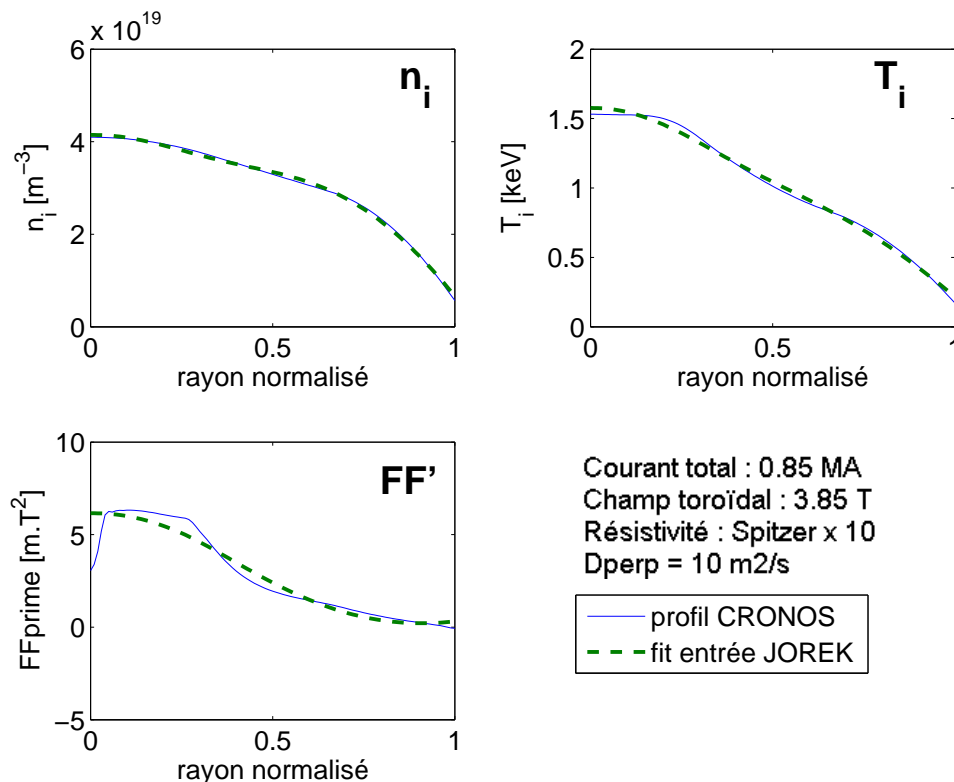 x 10^19
6
4
2
0
n_i [m^−3]
n_i
0
0.5
1
rayon normalisé
2
1.5
1
0.5
0
T_i [keV]
T_i
0
0.5
1
rayon normalisé
10
5
0
−5
FFprime [m.T^2]
FF'
0
0.5
1
rayon normalisé
Courant total : 0.85 MA
Champ toroïdal : 3.85 T
Résistivité : Spitzer x 10
Dperp = 10 m2/s
profil CRONOS
fit entrée JOREK